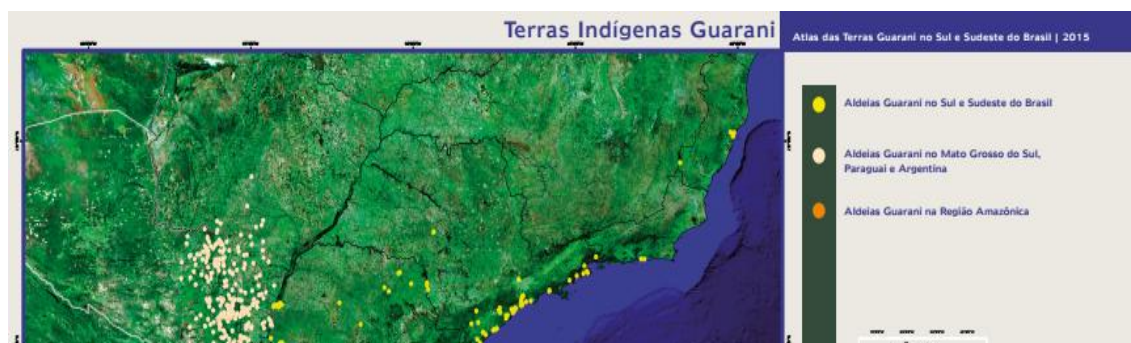 Terras Indígenas Guarani
Atlas das Terras Guarani no Sul e Sudeste do Brasil | 2015
Aldeias Guarani no Sul e Sudeste do Brasil
Aldeias Guarani no Mato Grosso do Sul,
Paraguai e Argentina
Aldeias Guarani na Região Amazônica